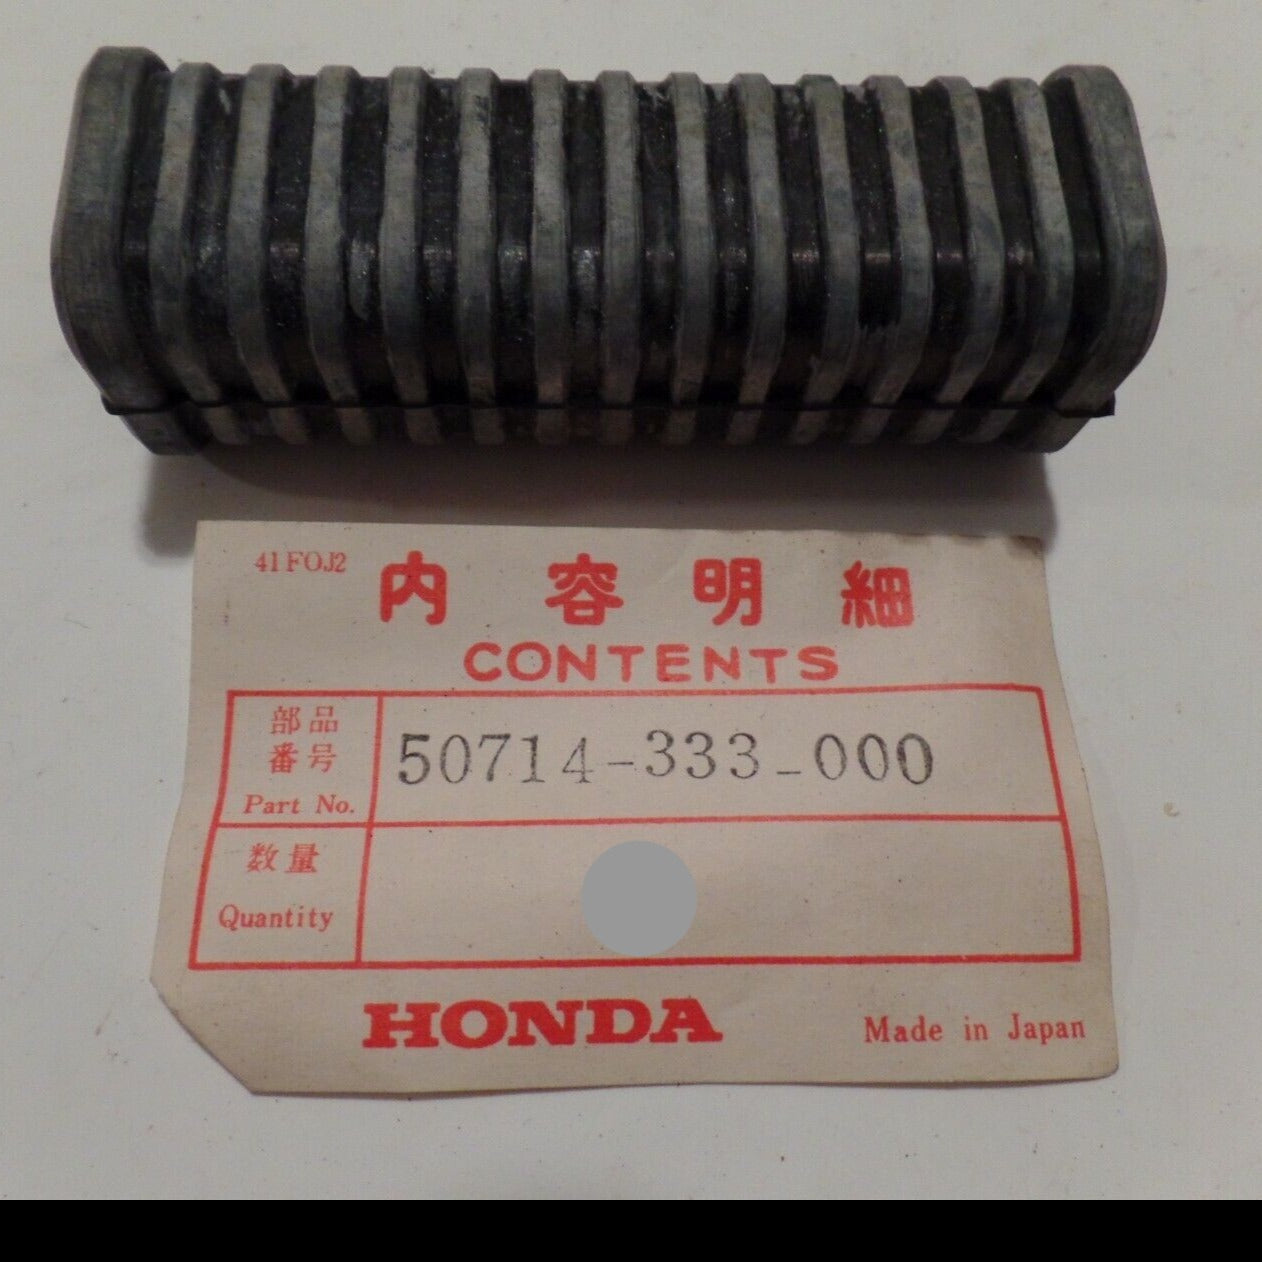 41FOJ2
内容明細
CONTENTS
部品
番号
Part No.
50714-333-000
数量
Quantity
HONDA
Made in Japan